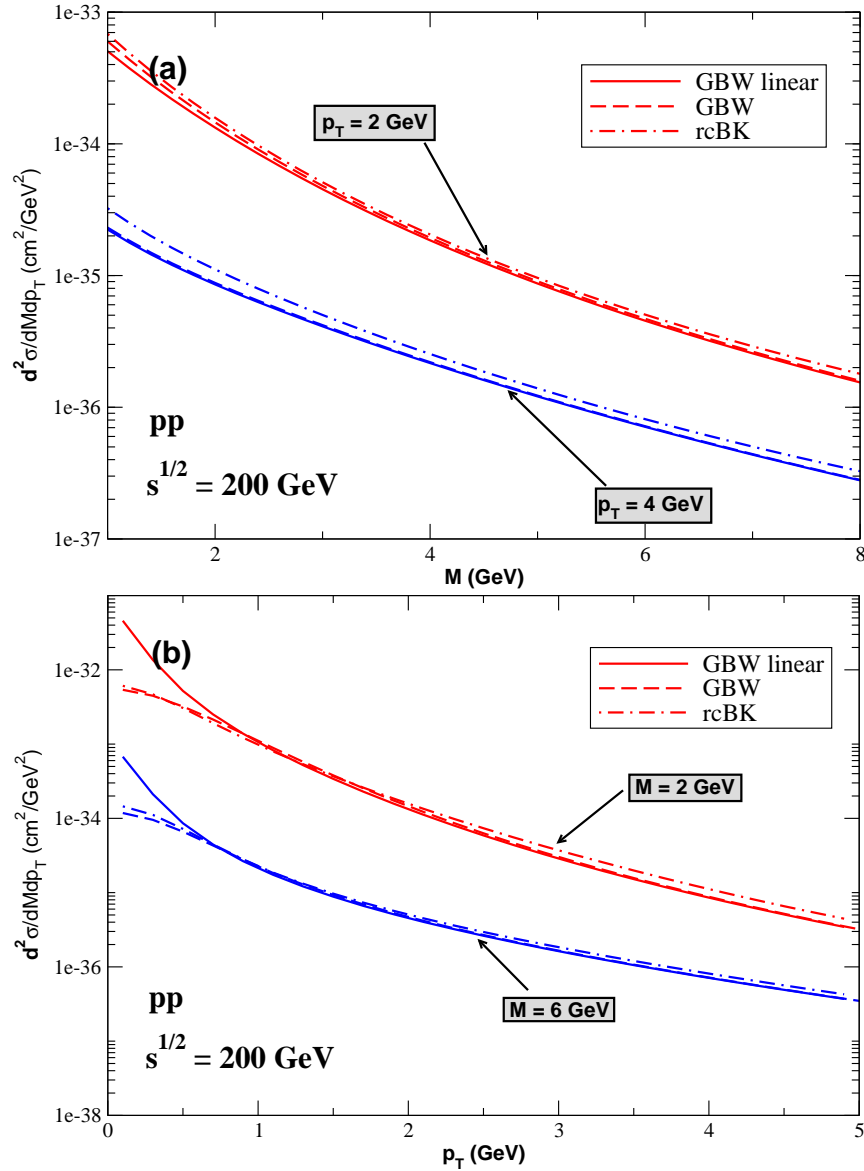 1e-33
(a)
GBW linear
GBW
rcBK
p_T = 2 GeV
1e-34
1e-35
d²σ/dMdp_T (cm²/GeV²)
1e-36
pp
s^{1/2} = 200 GeV
p_T = 4 GeV
1e-37
2 4 6 8
M (GeV)
(b)
GBW linear
GBW
rcBK
1e-32
M = 2 GeV
1e-34
d²σ/dMdp_T (cm²/GeV²)
1e-36
M = 6 GeV
pp
s^{1/2} = 200 GeV
1e-38
0 1 2 3 4 5
p_T (GeV)